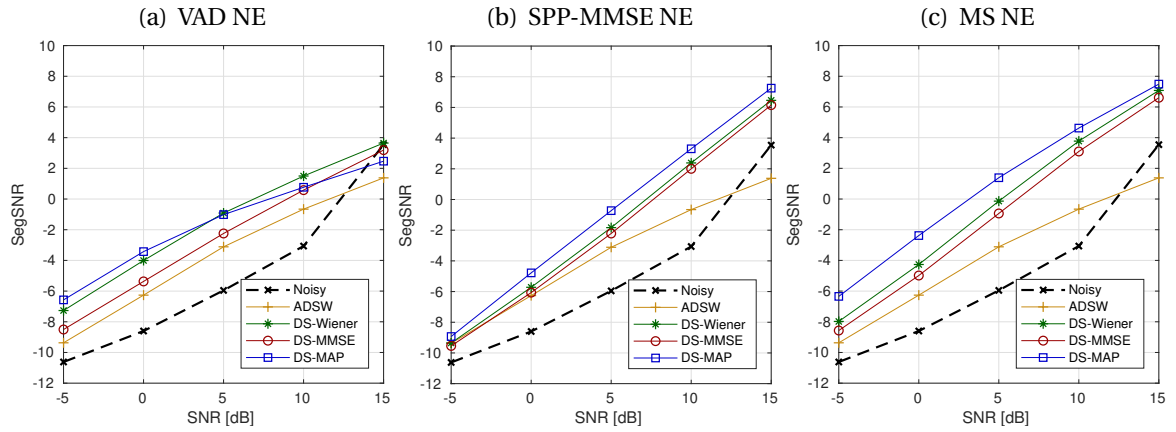 (a) VAD NE
(b) SPP-MMSE NE
(c) MS NE
10
8
6
4
2
0
-2
-4
-6
-8
-10
-12
SegSNR
-5
0
5
10
15
SNR [dB]
Noisy
ADSW
DS-Wiener
DS-MMSE
DS-MAP
10
8
6
4
2
0
-2
-4
-6
-8
-10
-12
SegSNR
-5
0
5
10
15
SNR [dB]
Noisy
ADSW
DS-Wiener
DS-MMSE
DS-MAP
10
8
6
4
2
0
-2
-4
-6
-8
-10
-12
SegSNR
-5
0
5
10
15
SNR [dB]
Noisy
ADSW
DS-Wiener
DS-MMSE
DS-MAP